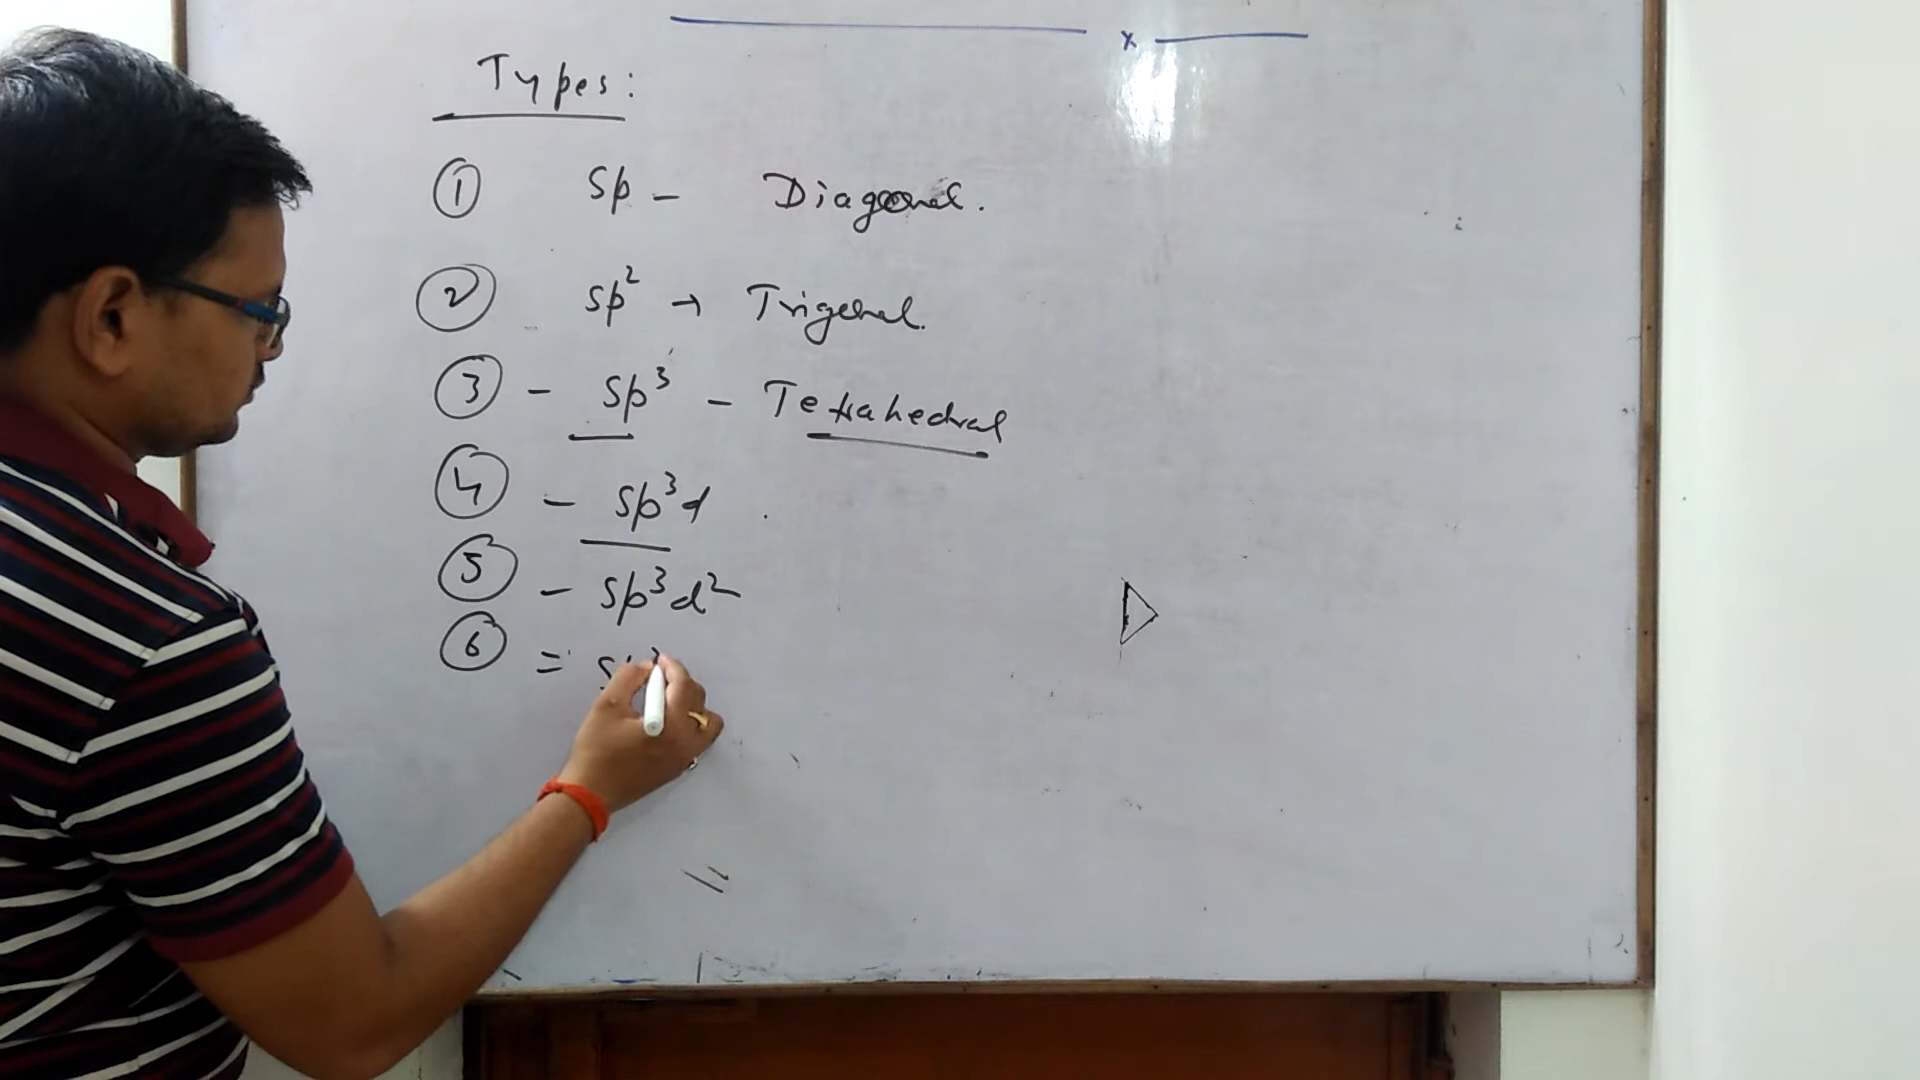 x
Types:
① sp - Diagonal.
② sp² → Trigonal.
③ - sp³ - Tetrahedral
④ - sp³d
⑤ - sp³d²
⑥ =